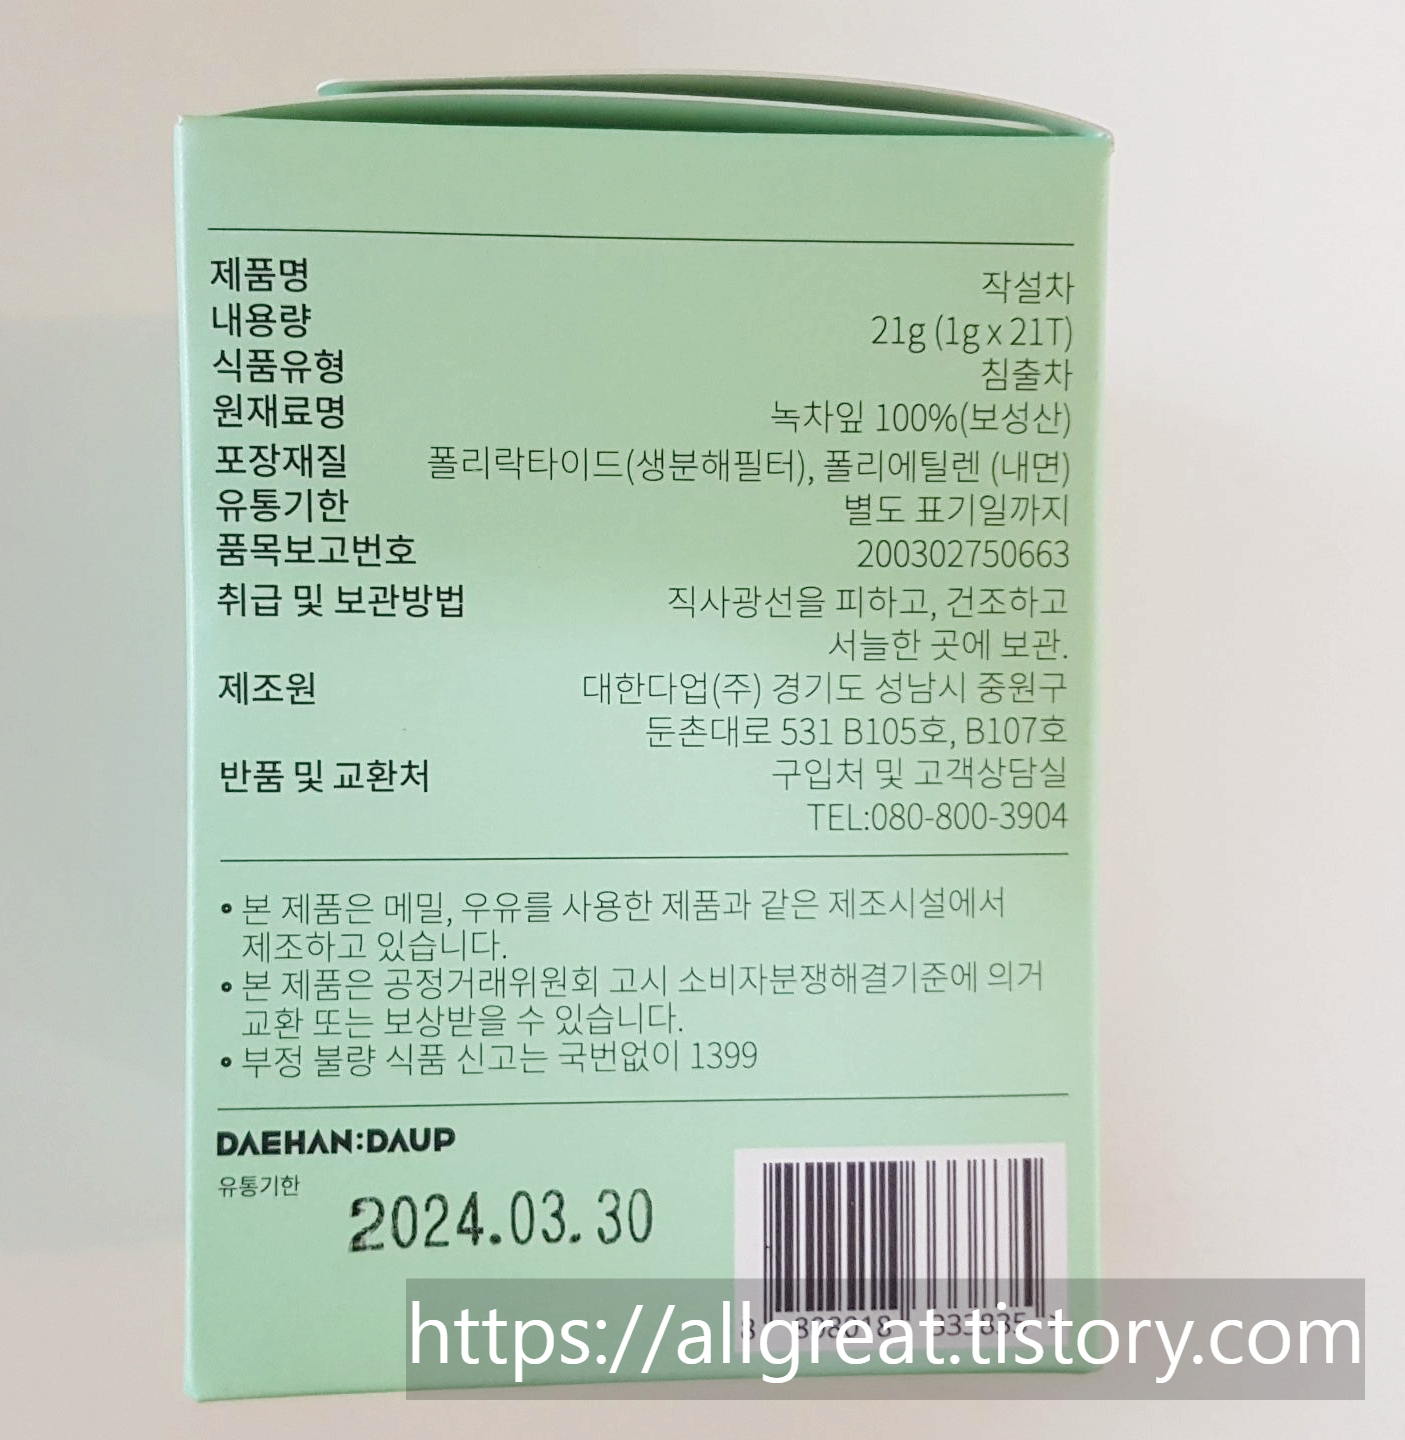 제품명 작설차
내용량 21g (1g x 21T)
식품유형 침출차
원재료명 녹차잎 100%(보성산)
포장재질 폴리락타이드(생분해필터), 폴리에틸렌 (내면)
유통기한 별도 표기일까지
품목보고번호 200302750663
취급 및 보관방법 직사광선을 피하고, 건조하고
서늘한 곳에 보관.
제조원 대한다업(주) 경기도 성남시 중원구
둔촌대로 531 B105호, B107호
반품 및 교환처 구입처 및 고객상담실
TEL:080-800-3904
• 본 제품은 메밀, 우유를 사용한 제품과 같은 제조시설에서
제조하고 있습니다.
• 본 제품은 공정거래위원회 고시 소비자분쟁해결기준에 의거
교환 또는 보상받을 수 있습니다.
• 부정 불량 식품 신고는 국번없이 1399
DAEHAN:DAUP
유통기한
2024.03.30
https://allgreat.tistory.com